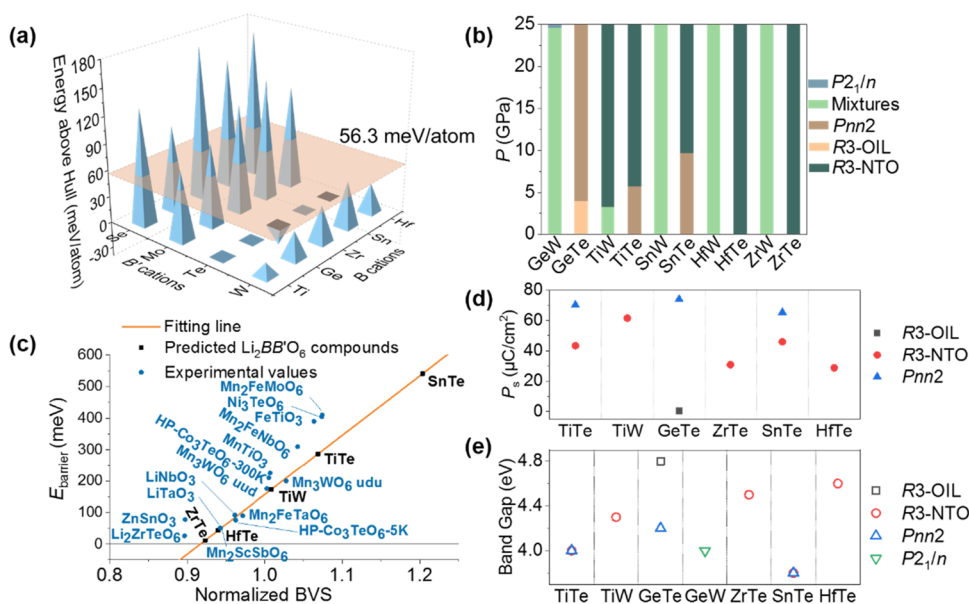 (a)
Energy above Hull (meV/atom)
180
150
120
90
60
30
0
-30
56.3 meV/atom
Se
Mo
Te
W
B' cations
Ti
Ge
Zr
Sn
Hf
B cations
(b)
P (GPa)
25
20
15
10
5
0
GeW
GeTe
TiW
TiTe
SnW
SnTe
HfW
HfTe
ZrW
ZrTe
P2₁/n
Mixtures
Pnn2
R3-OIL
R3-NTO
(c)
Fitting line
Predicted Li₂BB'O₆ compounds
Experimental values
E_barrier (meV)
600
500
400
300
200
100
0
Mn₂FeMoO₆
Ni₃TeO₆
FeTiO₃
Mn₂FeNbO₆
MnTiO₃
HP-Co₃TeO₆-300K
Mn₃WO₆ uud
LiNbO₃
LiTaO₃
ZrTe
ZnSnO₃
Li₂ZrTeO₆
SnTe
TiTe
TiW
Mn₃WO₆ udu
Mn₂FeTaO₆
HfTe
HP-Co₃TeO₆-5K
Mn₂ScSbO₆
0.8
0.9
1.0
1.1
1.2
Normalized BVS
(d)
Pₛ (μC/cm²)
80
60
40
20
0
TiTe
TiW
GeTe
ZrTe
SnTe
HfTe
R3-OIL
R3-NTO
Pnn2
(e)
Band Gap (eV)
4.8
4.4
4.0
TiTe
TiW
GeTe
GeW
ZrTe
SnTe
HfTe
R3-OIL
R3-NTO
Pnn2
P2₁/n